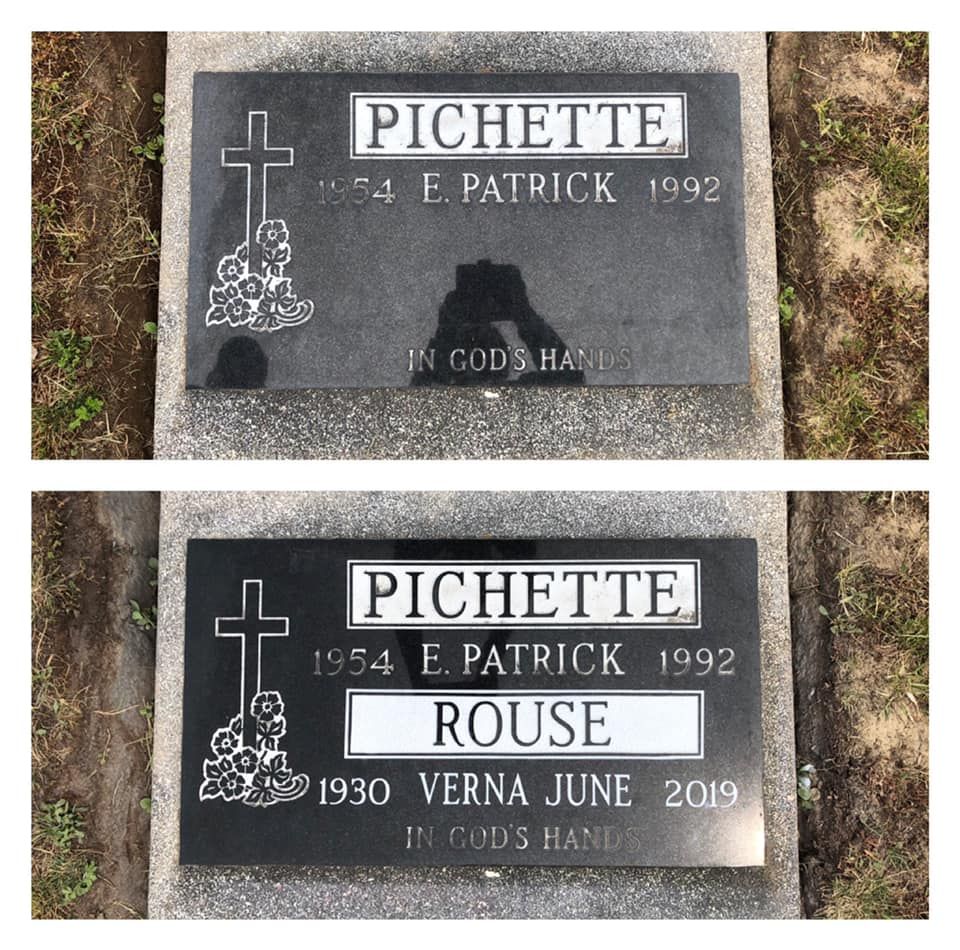 PICHETTE
1954 E. PATRICK 1992
IN GOD'S HANDS
PICHETTE
1954 E. PATRICK 1992
ROUSE
1930 VERNA JUNE 2019
IN GOD'S HANDS